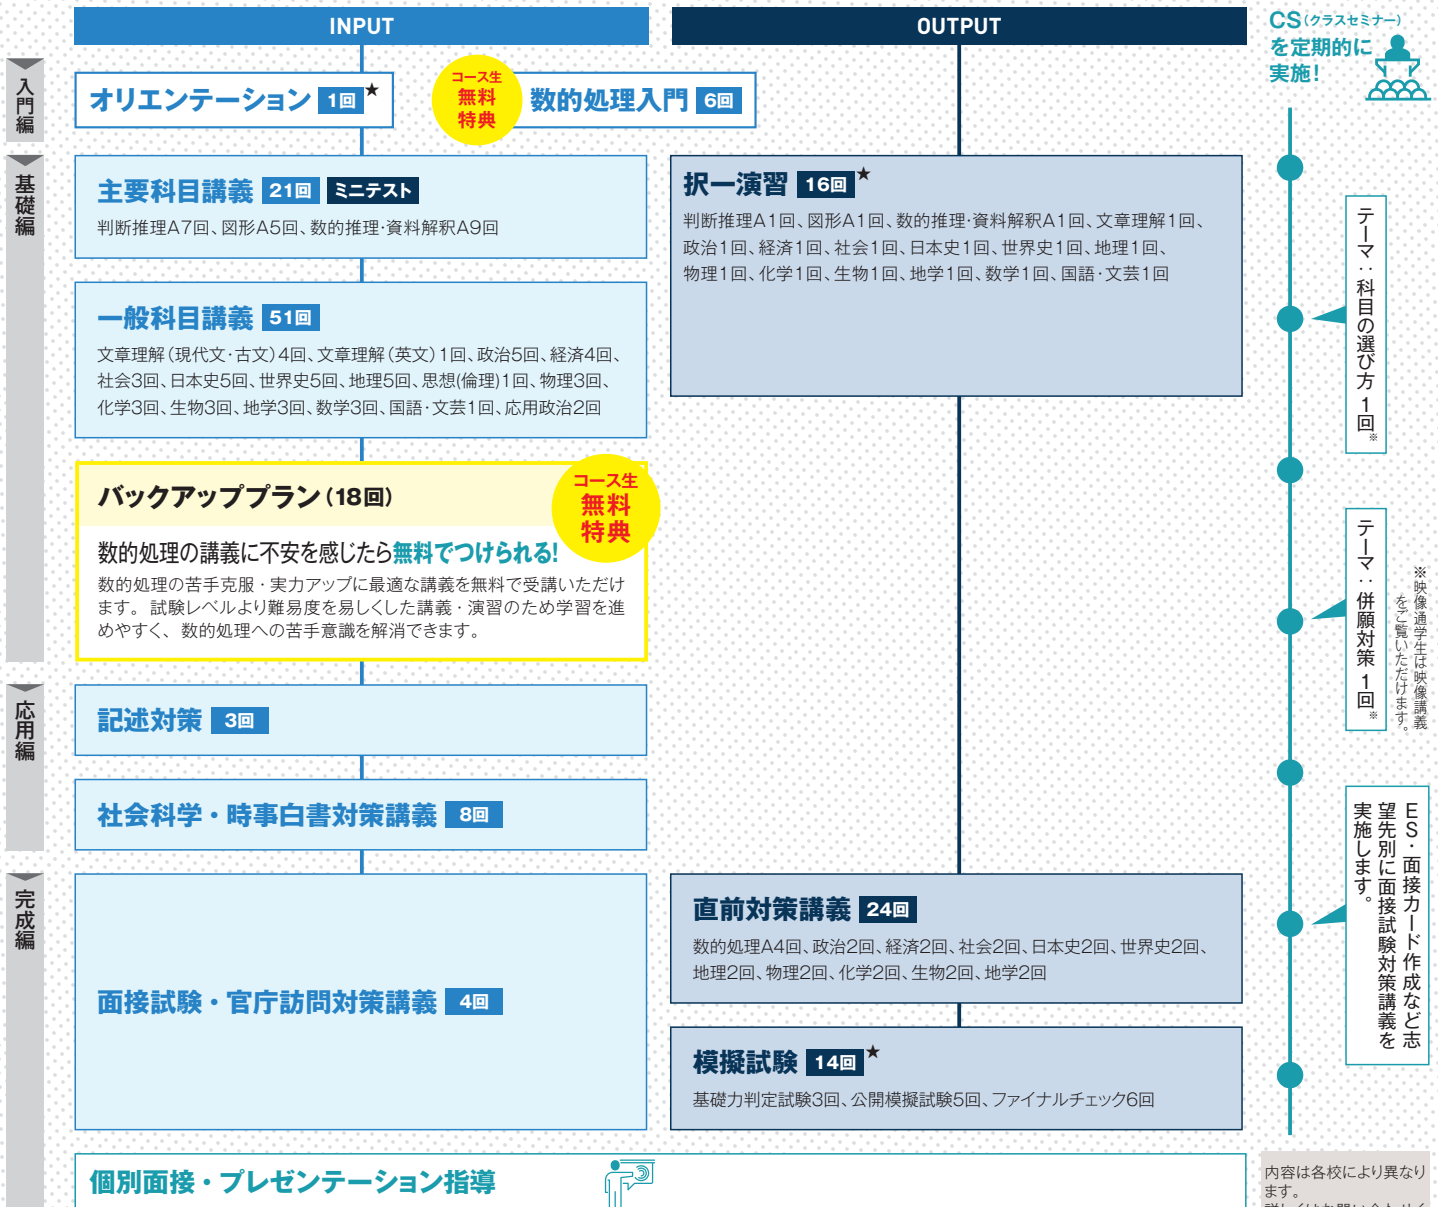 INPUT
OUTPUT
CS(クラスセミナー)
を定期的に
実施!
入門編
オリエンテーション 1回★
コース生
無料
特典
数的処理入門 6回
基礎編
主要科目講義 21回 ミニテスト
判断推理A7回、図形A5回、数的推理・資料解釈A9回
一般科目講義 51回
文章理解(現代文・古文)4回、文章理解(英文)1回、政治5回、経済4回、
社会3回、日本史5回、世界史5回、地理5回、思想(倫理)1回、物理3回、
化学3回、生物3回、地学3回、数学3回、国語・文芸1回、応用政治2回
択一演習 16回★
判断推理A1回、図形A1回、数的推理・資料解釈A1回、文章理解1回、
政治1回、経済1回、社会1回、日本史1回、世界史1回、地理1回、
物理1回、化学1回、生物1回、地学1回、数学1回、国語・文芸1回
バックアッププラン(18回)
コース生
無料
特典
数的処理の講義に不安を感じたら無料でつけられる!
数的処理の苦手克服・実力アップに最適な講義を無料で受講いただけ
ます。試験レベルより難易度を易しくした講義・演習のため学習を進
めやすく、数的処理への苦手意識を解消できます。
応用編
記述対策 3回
社会科学・時事白書対策講義 8回
完成編
面接試験・官庁訪問対策講義 4回
直前対策講義 24回
数的処理A4回、政治2回、経済2回、社会2回、日本史2回、世界史2回、
地理2回、物理2回、化学2回、生物2回、地学2回
模擬試験 14回★
基礎力判定試験3回、公開模擬試験5回、ファイナルチェック6回
個別面接・プレゼンテーション指導
テーマ:科目の選び方 1回※
テーマ:併願対策 1回※
※映像通学生は映像講義
をご覧いただけます。
ES・面接カード作成など志
望先別に面接試験対策講義を
実施します。
内容は各校により異なり
ます。